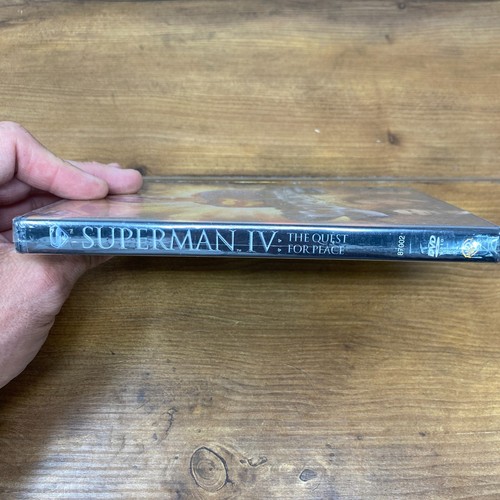 SUPERMAN IV:
THE QUEST
FOR PEACE
DVD